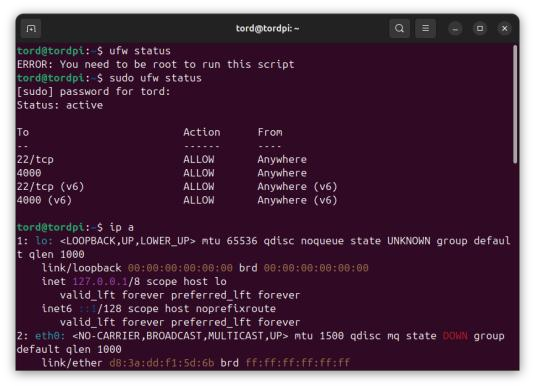 tord@tordpi: ~
tord@tordpi:~$ ufw status
ERROR: You need to be root to run this script
tord@tordpi:~$ sudo ufw status
[sudo] password for tord:
Status: active
To                         Action      From
--                         ------      ----
22/tcp                     ALLOW       Anywhere
4000                       ALLOW       Anywhere
22/tcp (v6)                ALLOW       Anywhere (v6)
4000 (v6)                  ALLOW       Anywhere (v6)
tord@tordpi:~$ ip a
1: lo: <LOOPBACK,UP,LOWER_UP> mtu 65536 qdisc noqueue state UNKNOWN group defaul
t qlen 1000
    link/loopback 00:00:00:00:00:00 brd 00:00:00:00:00:00
    inet 127.0.0.1/8 scope host lo
       valid_lft forever preferred_lft forever
    inet6 ::1/128 scope host noprefixroute
       valid_lft forever preferred_lft forever
2: eth0: <NO-CARRIER,BROADCAST,MULTICAST,UP> mtu 1500 qdisc mq state DOWN group
default qlen 1000
    link/ether d8:3a:dd:f1:5d:6b brd ff:ff:ff:ff:ff:ff